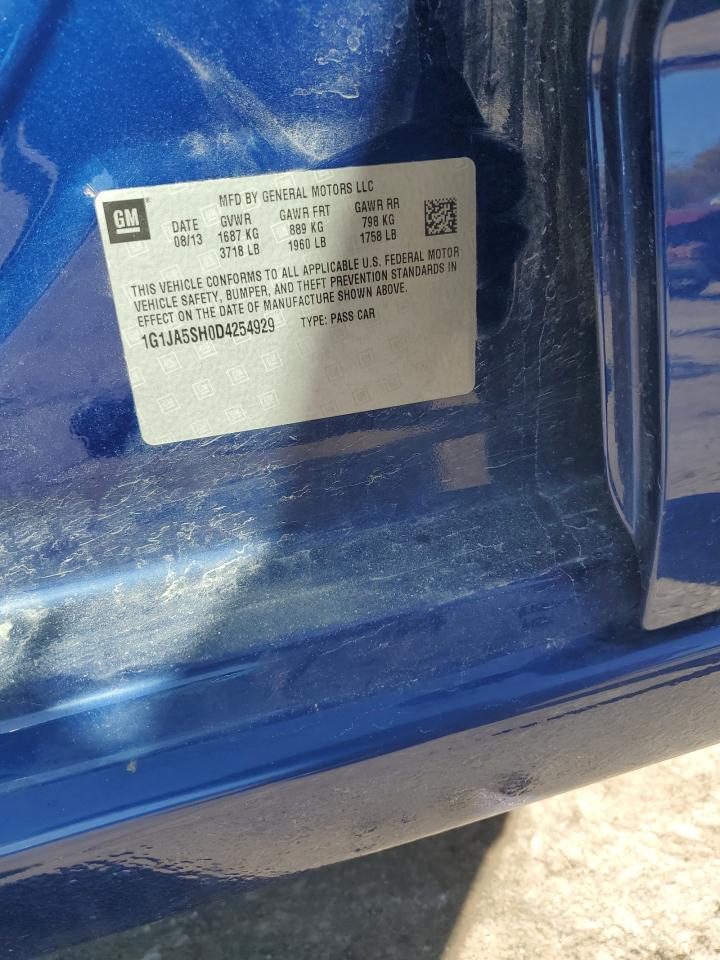 MFD BY GENERAL MOTORS LLC
GM® DATE GVWR GAWR FRT GAWR RR
08/13 1687 KG 889 KG 798 KG
3718 LB 1960 LB 1758 LB
THIS VEHICLE CONFORMS TO ALL APPLICABLE U.S. FEDERAL MOTOR
VEHICLE SAFETY, BUMPER, AND THEFT PREVENTION STANDARDS IN
EFFECT ON THE DATE OF MANUFACTURE SHOWN ABOVE.
1G1JA5SH0D4254929 TYPE: PASS CAR